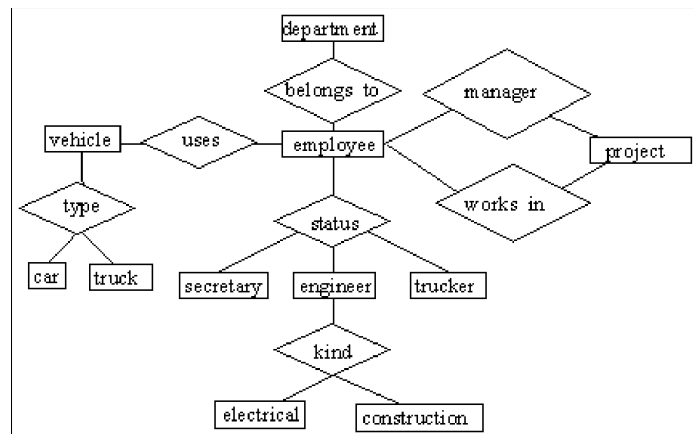 department
belongs to
manager
vehicle
uses
employee
project
type
works in
status
car
truck
secretary
engineer
trucker
kind
electrical
construction